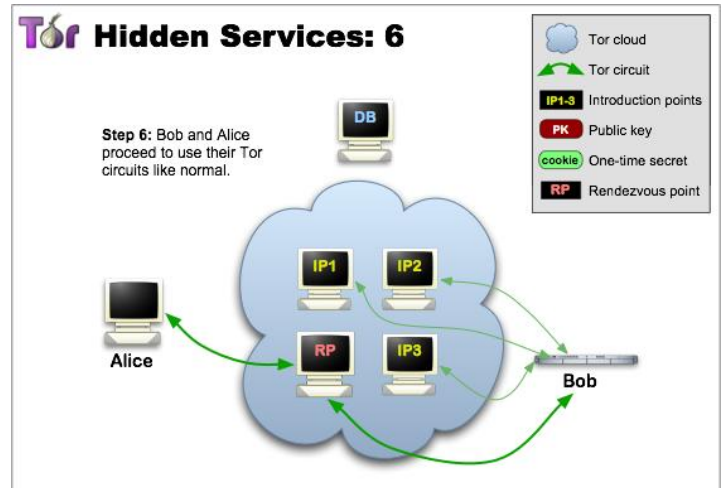 Tor Hidden Services: 6
Tor cloud
Tor circuit
IP1-3 Introduction points
PK Public key
cookie One-time secret
RP Rendezvous point
Step 6: Bob and Alice
proceed to use their Tor
circuits like normal.
DB
IP1 IP2
RP IP3
Alice
Bob